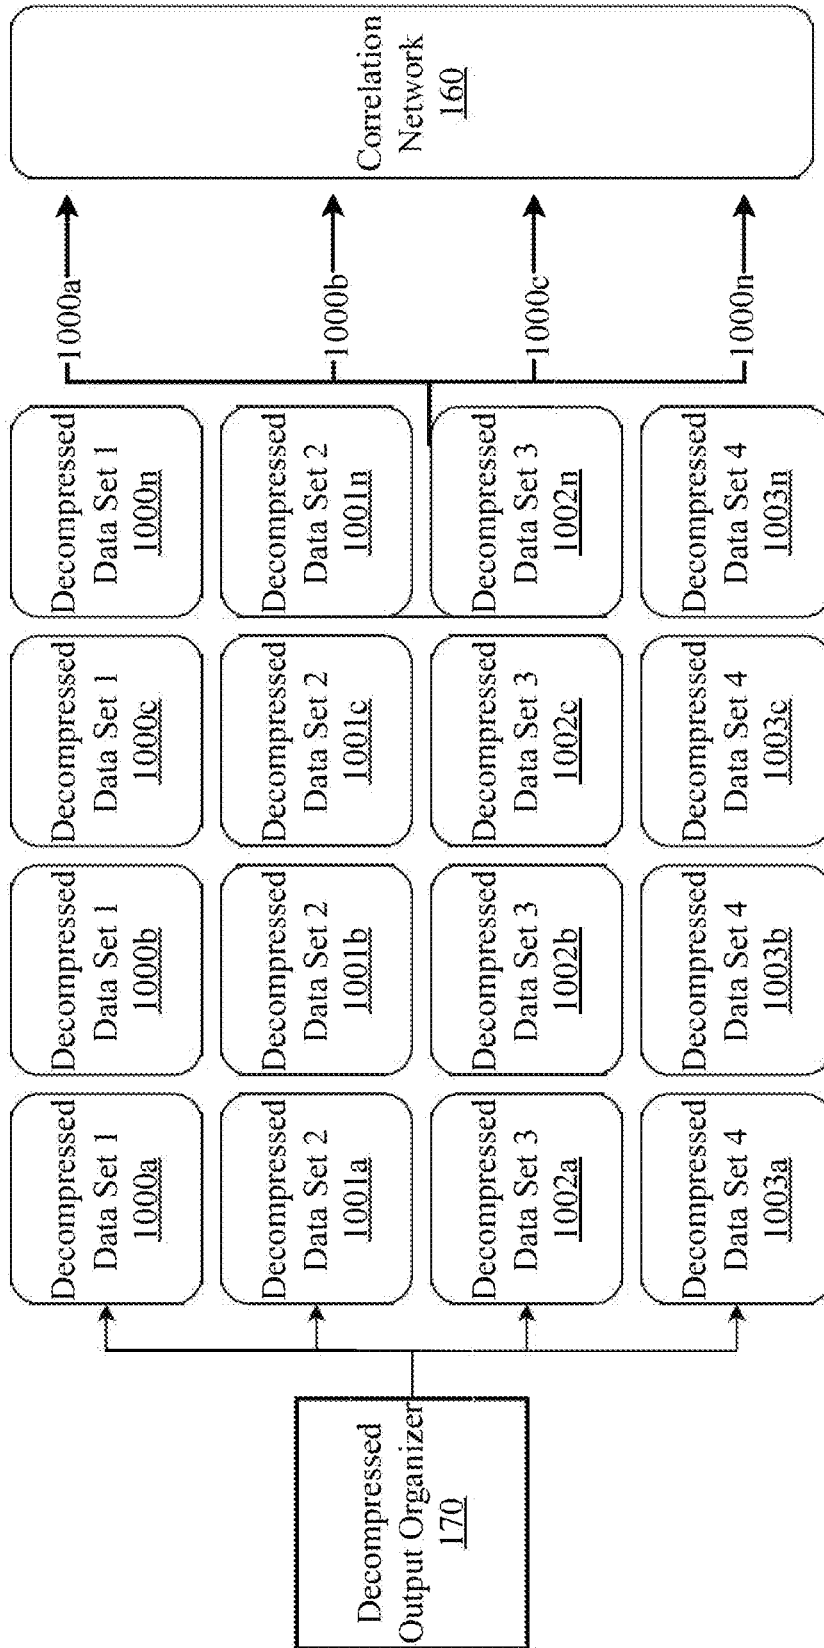 Decompressed
Output Organizer
170
Decompressed
Data Set 1
1000a
Decompressed
Data Set 1
1000b
Decompressed
Data Set 1
1000c
Decompressed
Data Set 1
1000n
Decompressed
Data Set 2
1001a
Decompressed
Data Set 2
1001b
Decompressed
Data Set 2
1001c
Decompressed
Data Set 2
1001n
Decompressed
Data Set 3
1002a
Decompressed
Data Set 3
1002b
Decompressed
Data Set 3
1002c
Decompressed
Data Set 3
1002n
Decompressed
Data Set 4
1003a
Decompressed
Data Set 4
1003b
Decompressed
Data Set 4
1003c
Decompressed
Data Set 4
1003n
1000a
1000b
1000c
1000n
Correlation
Network
160